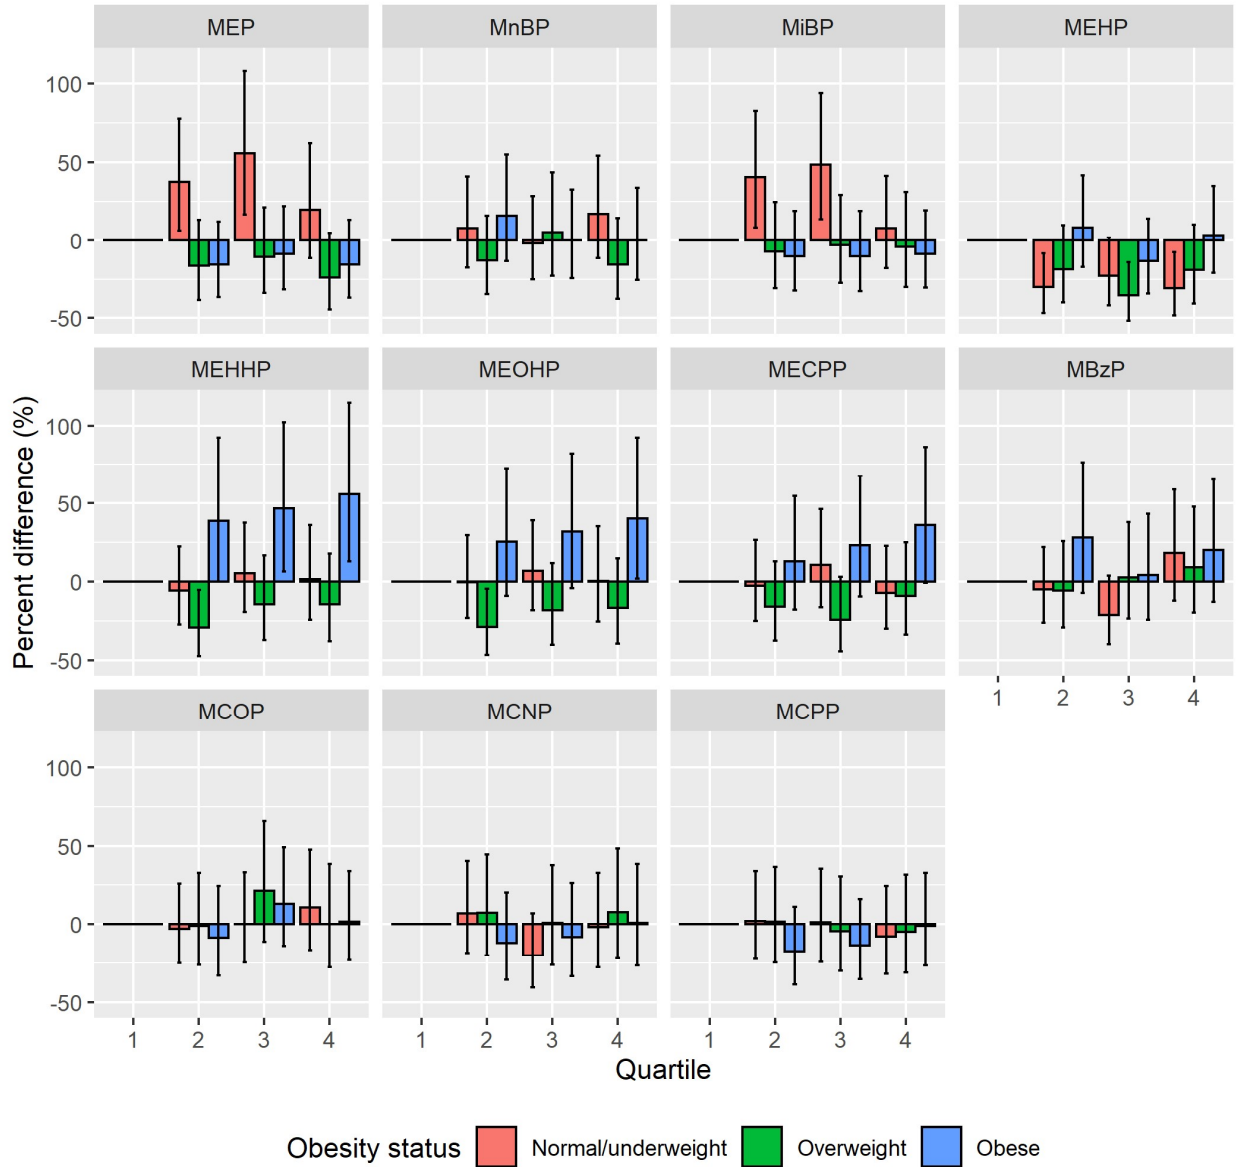 MEP MnBP MiBP MEHP
100
50
0
-50
MEHHP MEOHP MECPP MBzP
100
50
0
-50
1 2 3 4
MCOP MCNP MCPP
100
50
0
-50
1 2 3 4 1 2 3 4 1 2 3 4
Percent difference (%)
Quartile
Obesity status Normal/underweight Overweight Obese